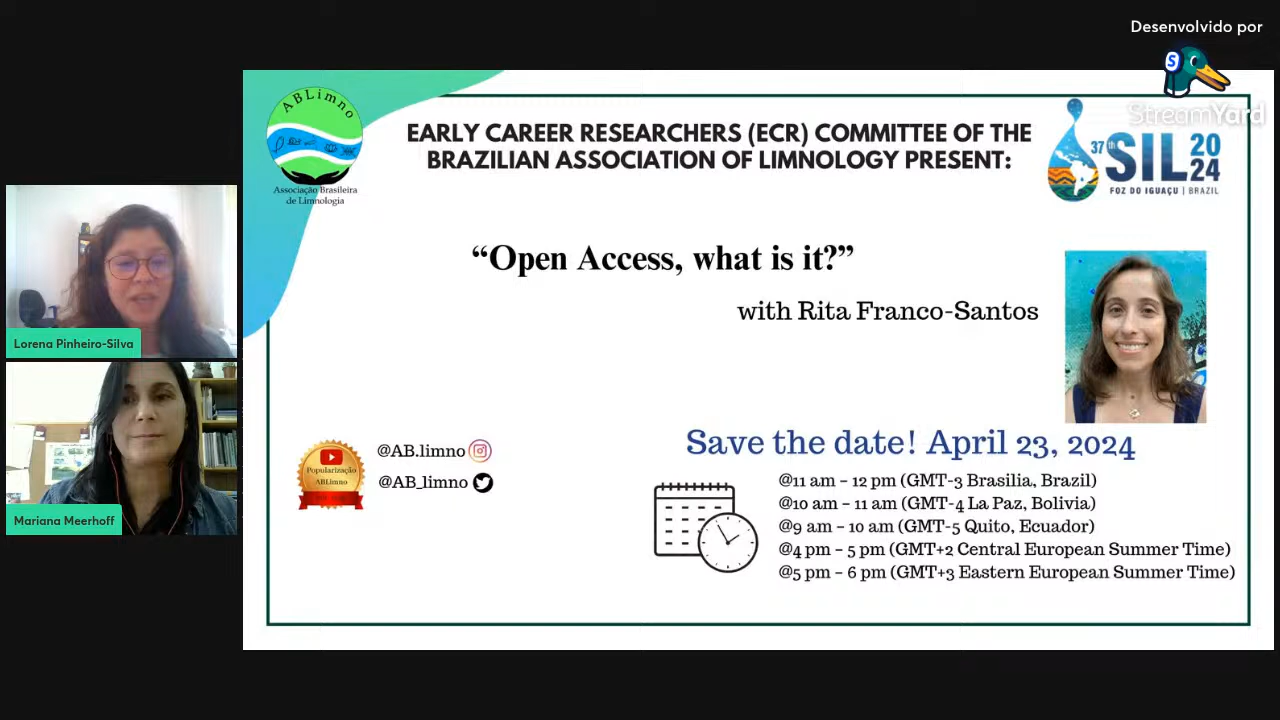 Desenvolvido por
StreamYard
ABLimno
Associação Brasileira
de Limnologia
EARLY CAREER RESEARCHERS (ECR) COMMITTEE OF THE
BRAZILIAN ASSOCIATION OF LIMNOLOGY PRESENT:
37th SIL 2024
FOZ DO IGUAÇU | BRAZIL
“Open Access, what is it?”
with Rita Franco-Santos
Lorena Pinheiro-Silva
Mariana Meerhoff
Popularização
ABLimno
@AB.limno
@AB_limno
Save the date! April 23, 2024
@11 am – 12 pm (GMT-3 Brasilia, Brazil)
@10 am – 11 am (GMT-4 La Paz, Bolivia)
@9 am – 10 am (GMT-5 Quito, Ecuador)
@4 pm – 5 pm (GMT+2 Central European Summer Time)
@5 pm – 6 pm (GMT+3 Eastern European Summer Time)